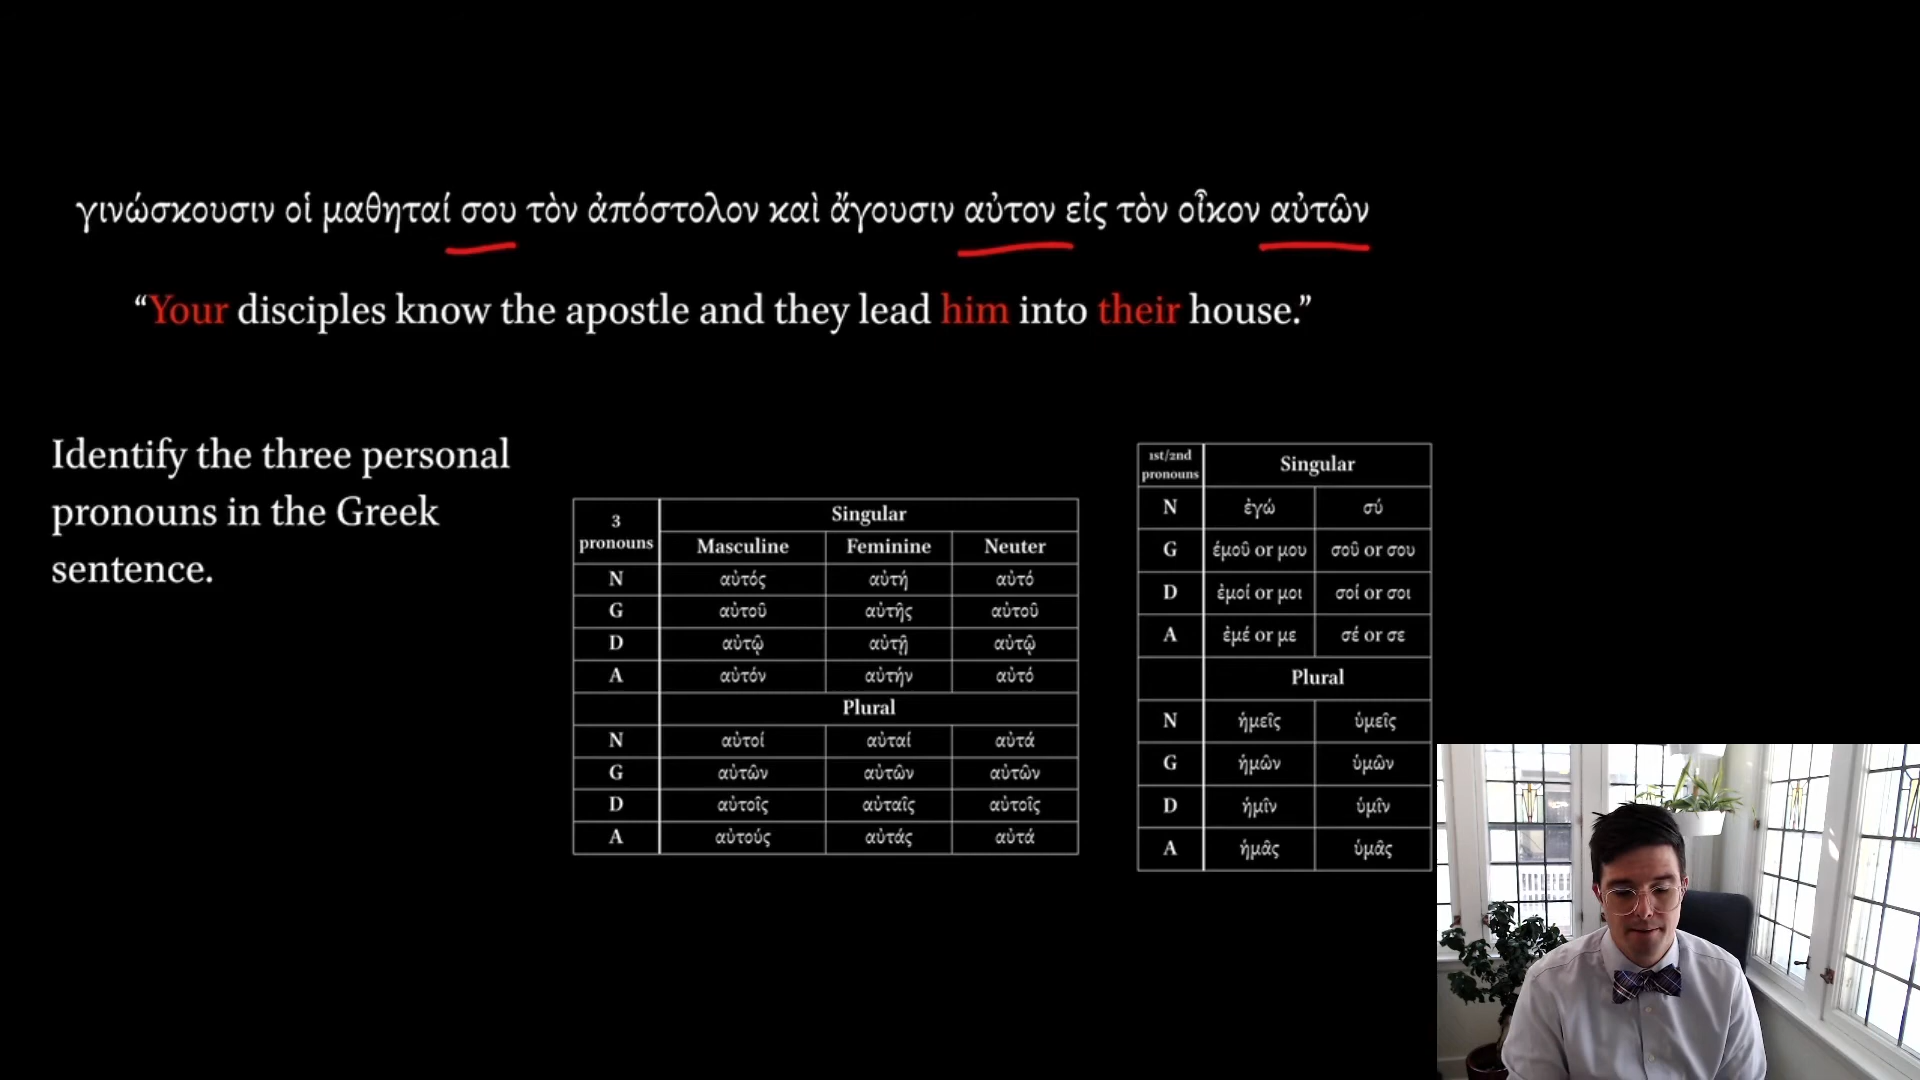 γινώσκουσιν οἱ μαθηταί σου τὸν ἀπόστολον καὶ ἄγουσιν αὐτον εἰς τὸν οἶκον αὐτῶν
“Your disciples know the apostle and they lead him into their house.”
Identify the three personal
pronouns in the Greek
sentence.
3 pronouns Singular
Masculine Feminine Neuter
N αὐτός αὐτή αὐτό
G αὐτοῦ αὐτῆς αὐτοῦ
D αὐτῷ αὐτῇ αὐτῷ
A αὐτόν αὐτήν αὐτό
Plural
N αὐτοί αὐταί αὐτά
G αὐτῶν αὐτῶν αὐτῶν
D αὐτοῖς αὐταῖς αὐτοῖς
A αὐτούς αὐτάς αὐτά
1st/2nd pronouns Singular
N ἐγώ σύ
G ἐμοῦ or μου σοῦ or σου
D ἐμοί or μοι σοί or σοι
A ἐμέ or με σέ or σε
Plural
N ἡμεῖς ὑμεῖς
G ἡμῶν ὑμῶν
D ἡμῖν ὑμῖν
A ἡμᾶς ὑμᾶς